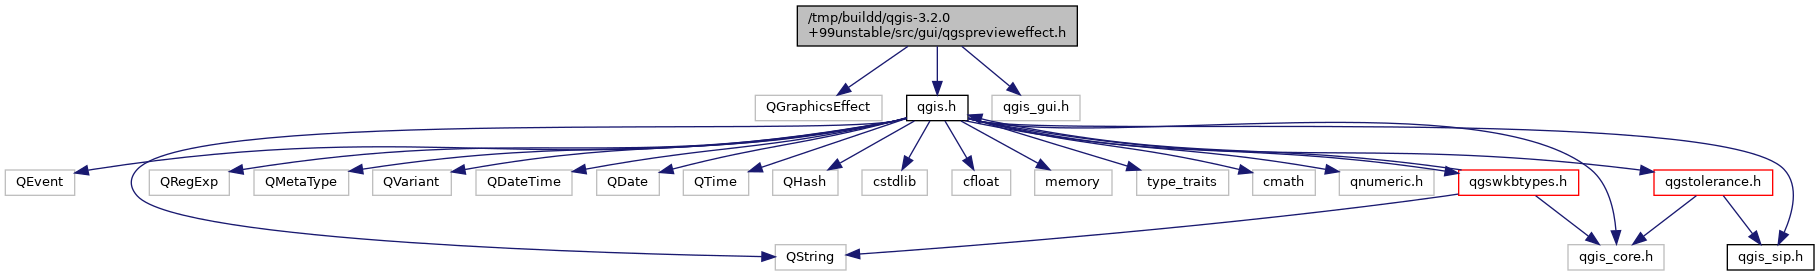 /tmp/buildd/qgis-3.2.0
+99unstable/src/gui/qgsprevieweffect.h
QGraphicsEffect
qgis.h
qgis_gui.h
QEvent
QRegExp
QMetaType
QVariant
QDateTime
QDate
QTime
QHash
cstdlib
cfloat
memory
type_traits
cmath
qnumeric.h
qgswkbtypes.h
qgstolerance.h
QString
qgis_core.h
qgis_sip.h